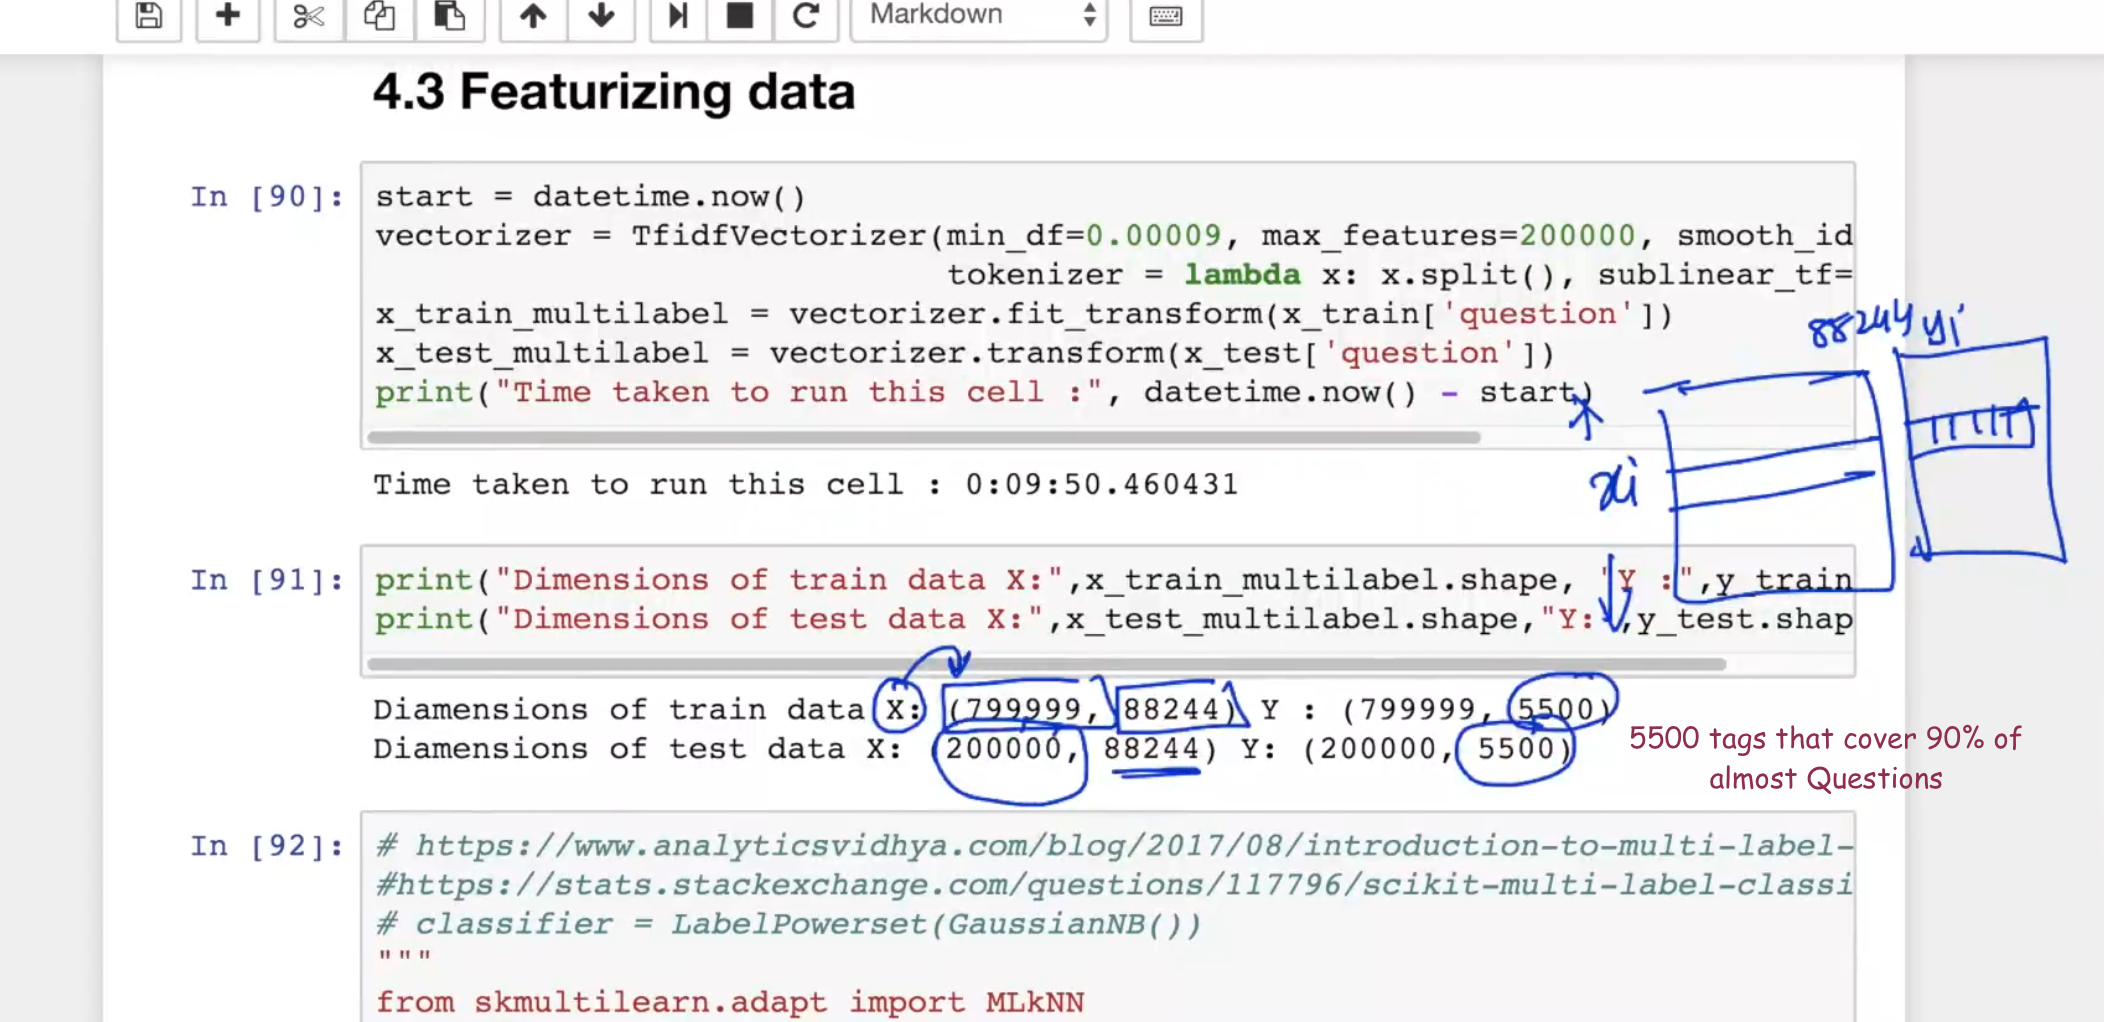 Markdown
4.3 Featurizing data
In [90]:
start = datetime.now()
vectorizer = TfidfVectorizer(min_df=0.00009, max_features=200000, smooth_id
tokenizer = lambda x: x.split(), sublinear_tf=
x_train_multilabel = vectorizer.fit_transform(x_train['question'])
x_test_multilabel = vectorizer.transform(x_test['question'])
print("Time taken to run this cell :", datetime.now() - start)
88244 yi
xi
Time taken to run this cell : 0:09:50.460431
In [91]:
print("Dimensions of train data X:",x_train_multilabel.shape, "Y :",y_train
print("Dimensions of test data X:",x_test_multilabel.shape,"Y:",y_test.shap
Diamensions of train data X: (799999, 88244) Y : (799999, 5500)
Diamensions of test data X: (200000, 88244) Y: (200000, 5500)
5500 tags that cover 90% of
almost Questions
In [92]:
# https://www.analyticsvidhya.com/blog/2017/08/introduction-to-multi-label-
#https://stats.stackexchange.com/questions/117796/scikit-multi-label-classi
# classifier = LabelPowerset(GaussianNB())
"""
from skmultilearn.adapt import MLkNN